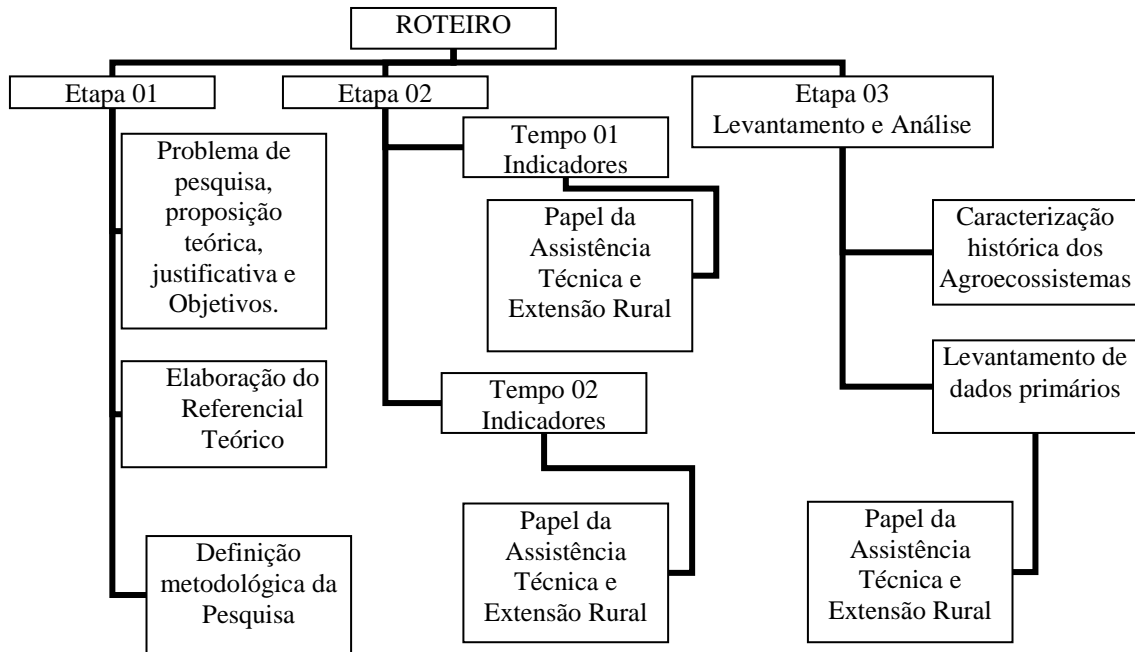 ROTEIRO
Etapa 01
Etapa 02
Etapa 03
Levantamento e Análise
Problema de
pesquisa,
proposição
teórica,
justificativa e
Objetivos.
Elaboração do
Referencial
Teórico
Definição
metodológica da
Pesquisa
Tempo 01
Indicadores
Papel da
Assistência
Técnica e
Extensão Rural
Tempo 02
Indicadores
Papel da
Assistência
Técnica e
Extensão Rural
Caracterização
histórica dos
Agroecossistemas
Levantamento de
dados primários
Papel da
Assistência
Técnica e
Extensão Rural